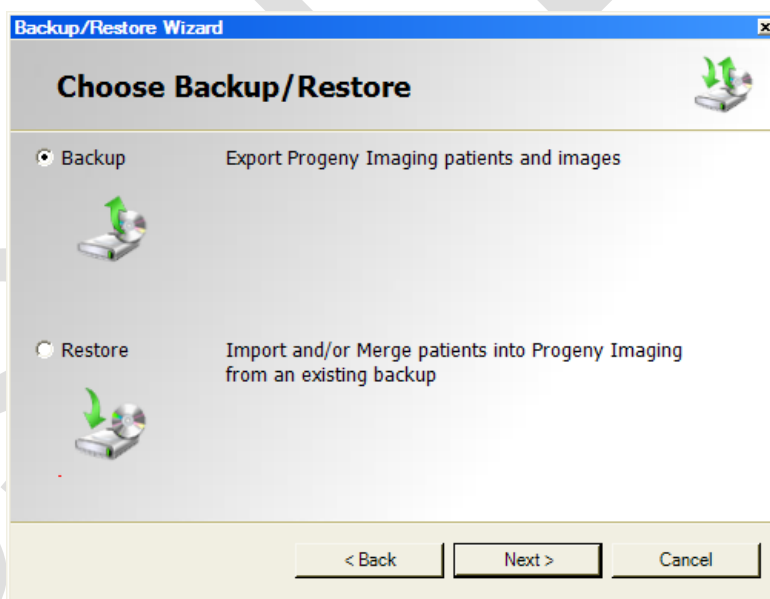 Backup/Restore Wizard
Choose Backup/Restore
Backup
Export Progeny Imaging patients and images
Restore
Import and/or Merge patients into Progeny Imaging
from an existing backup
< Back
Next >
Cancel